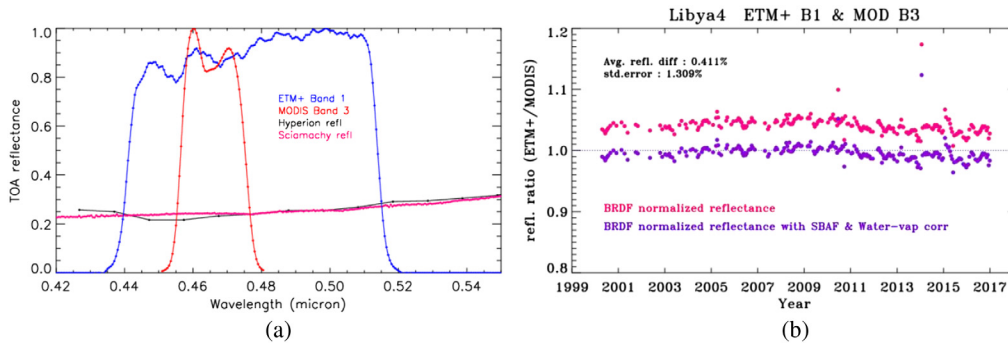 1.0
0.8
0.6
0.4
0.2
0.0
TOA reflectance
ETM+ Band 1
MODIS Band 3
Hyperion refl
Sciamachy refl
0.42 0.44 0.46 0.48 0.50 0.52 0.54
Wavelength (micron)
(a)
Libya4 ETM+ B1 & MOD B3
1.2
1.1
1.0
0.9
0.8
refl. ratio (ETM+/MODIS)
Avg. refl. diff : 0.411%
std.error : 1.309%
BRDF normalized reflectance
BRDF normalized reflectance with SBAF & Water-vap corr
1999 2001 2003 2005 2007 2009 2011 2013 2015 2017
Year
(b)